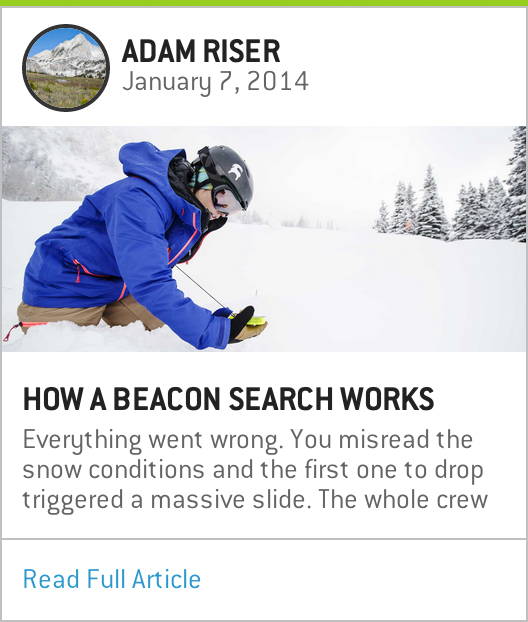 ADAM RISER
January 7, 2014
HOW A BEACON SEARCH WORKS
Everything went wrong. You misread the
snow conditions and the first one to drop
triggered a massive slide. The whole crew
Read Full Article